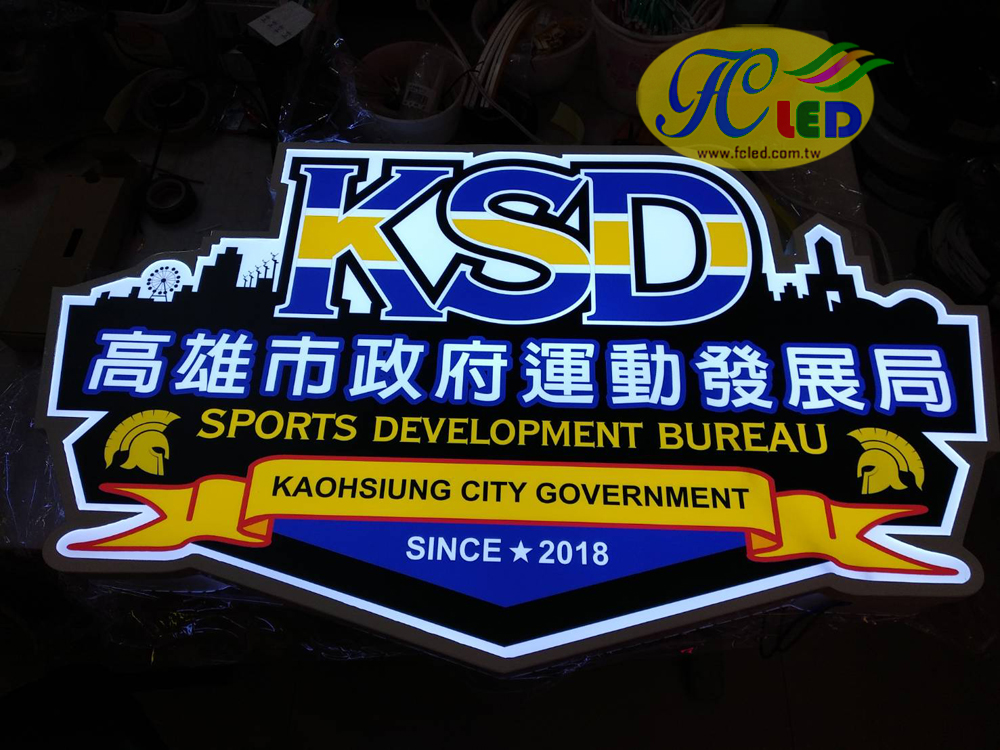 FC LED
www.fcled.com.tw
KSD
高雄市政府運動發展局
SPORTS DEVELOPMENT BUREAU
KAOHSIUNG CITY GOVERNMENT
SINCE ★ 2018